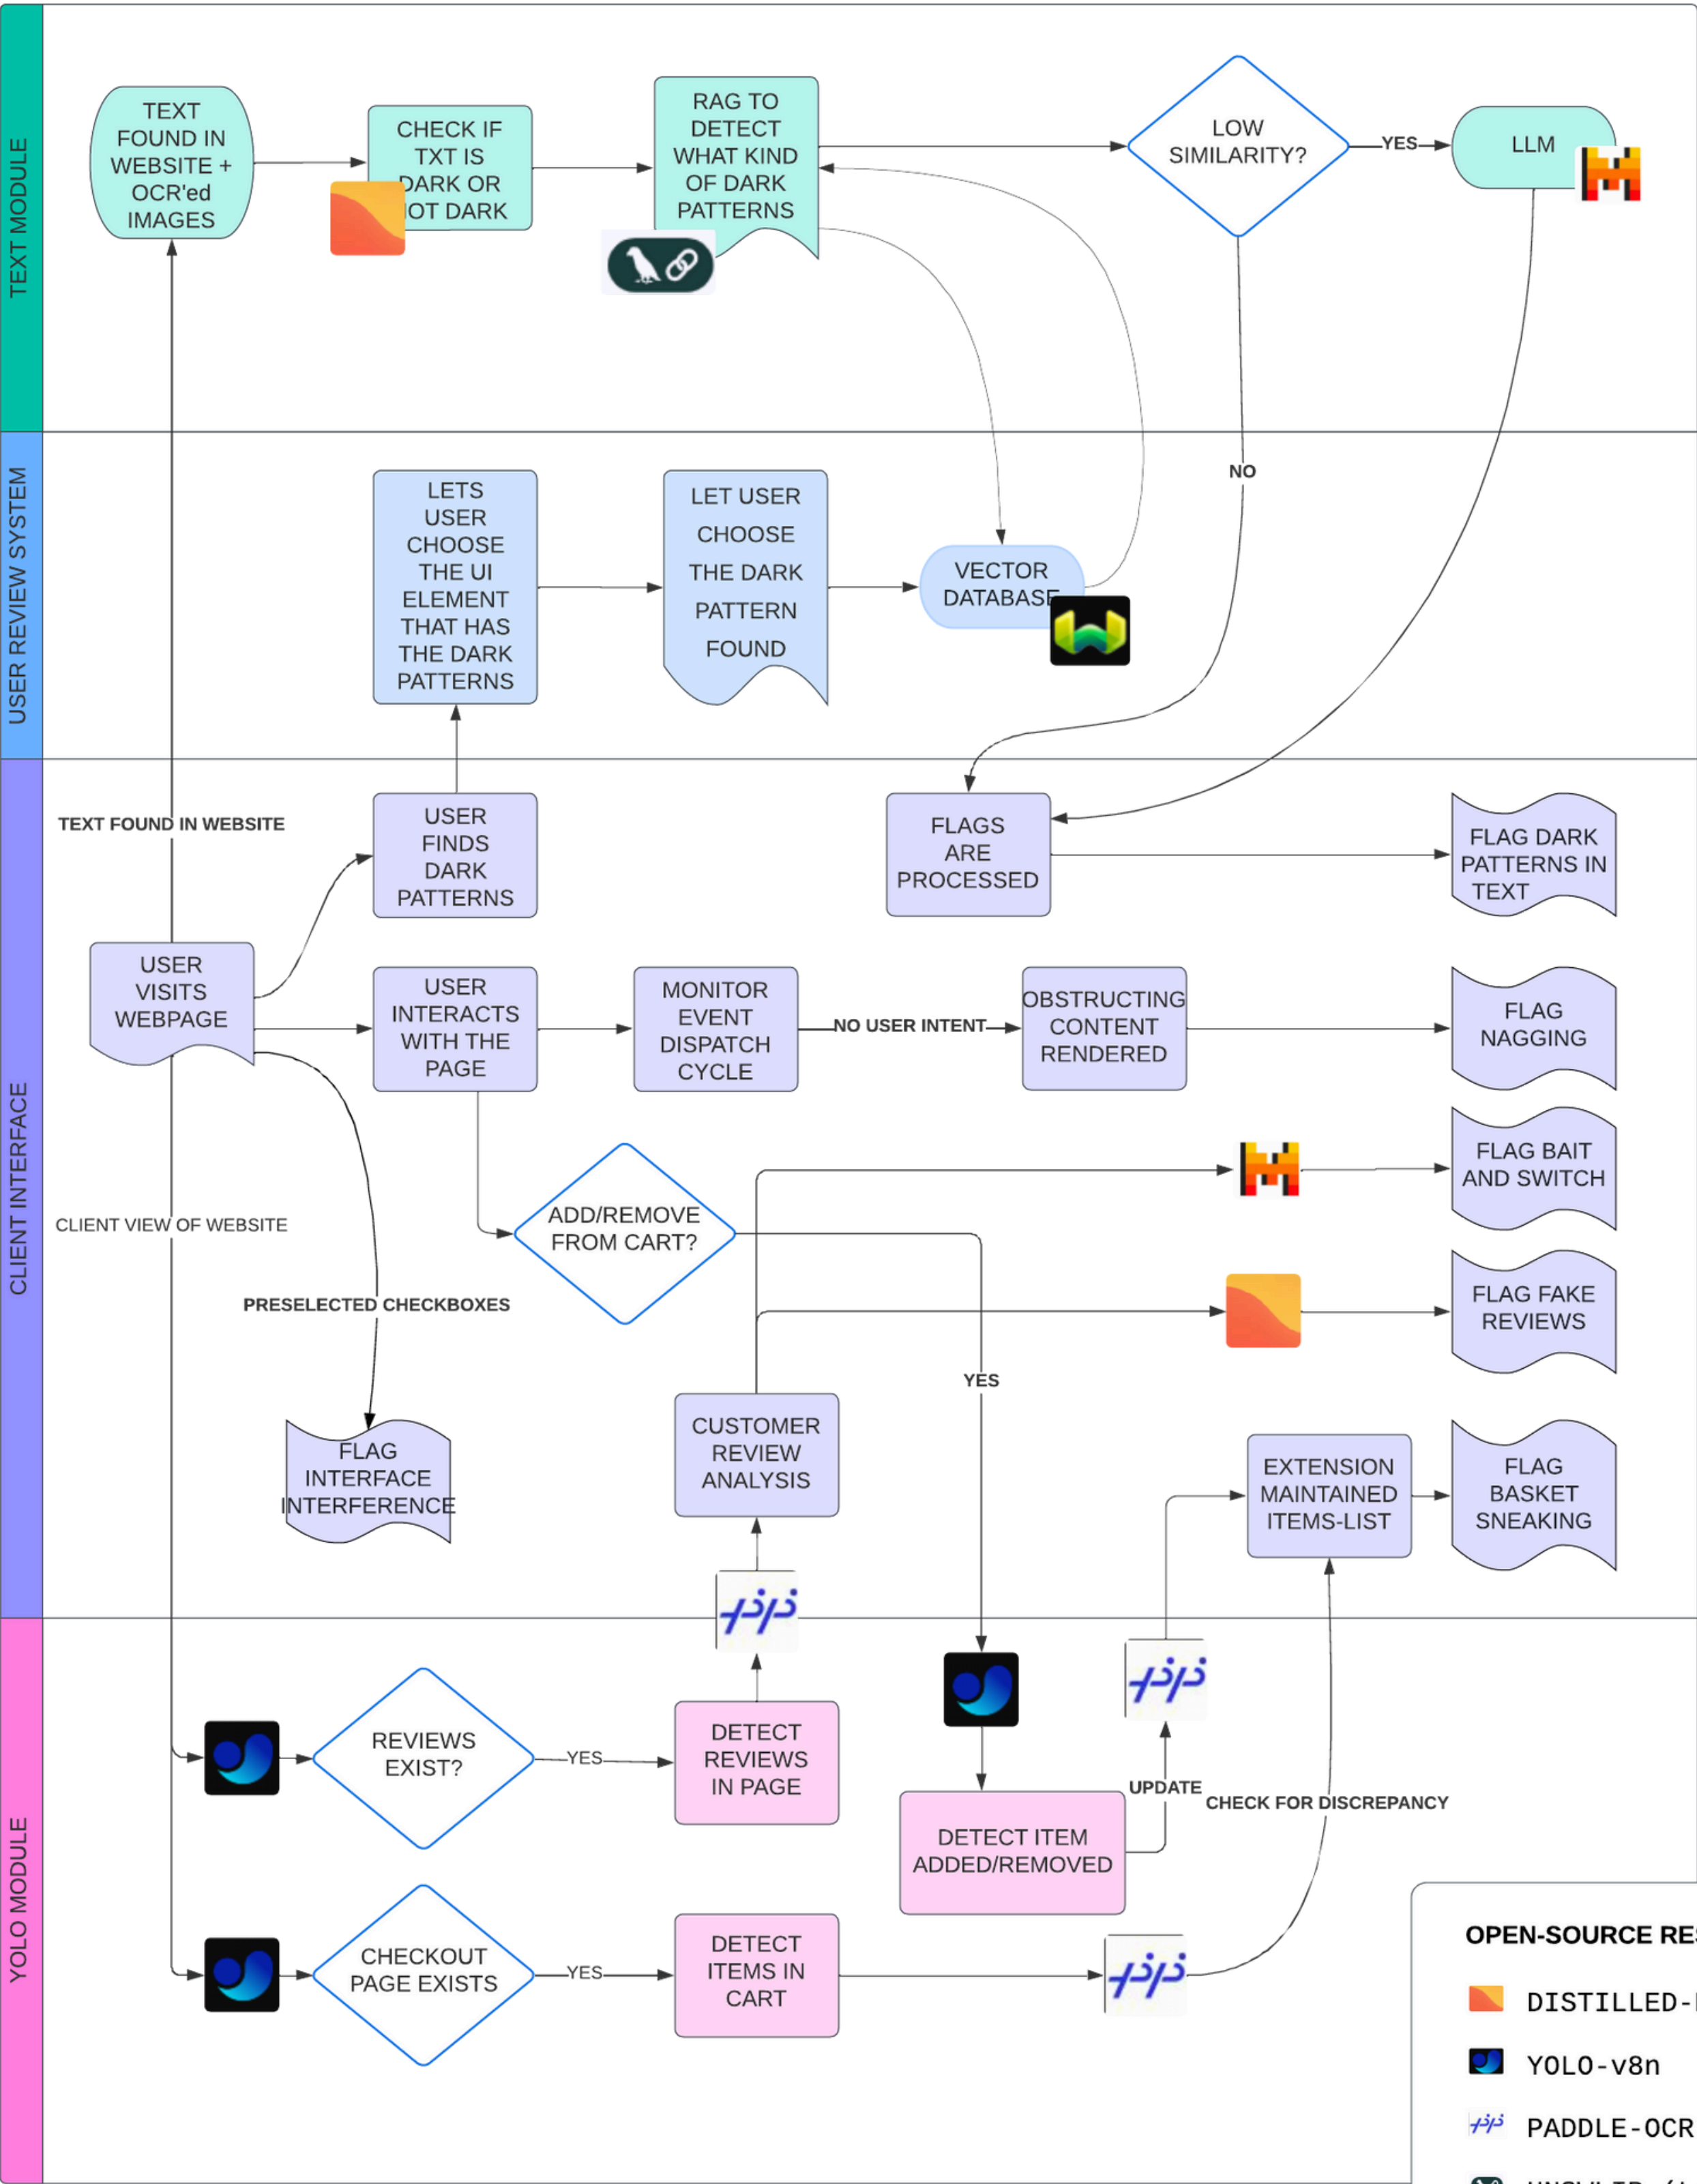 TEXT MODULE
TEXT
FOUND IN
WEBSITE +
OCR'ed
IMAGES
CHECK IF
TXT IS
DARK OR
NOT DARK
RAG TO
DETECT
WHAT KIND
OF DARK
PATTERNS
LOW
SIMILARITY?
YES
LLM
USER REVIEW SYSTEM
LETS
USER
CHOOSE
THE UI
ELEMENT
THAT HAS
THE DARK
PATTERNS
LET USER
CHOOSE
THE DARK
PATTERN
FOUND
VECTOR
DATABASE
NO
CLIENT INTERFACE
TEXT FOUND IN WEBSITE
USER
FINDS
DARK
PATTERNS
FLAGS
ARE
PROCESSED
FLAG DARK
PATTERNS IN
TEXT
USER
VISITS
WEBPAGE
USER
INTERACTS
WITH THE
PAGE
MONITOR
EVENT
DISPATCH
CYCLE
NO USER INTENT
OBSTRUCTING
CONTENT
RENDERED
FLAG
NAGGING
CLIENT VIEW OF WEBSITE
ADD/REMOVE
FROM CART?
FLAG BAIT
AND SWITCH
PRESELECTED CHECKBOXES
FLAG FAKE
REVIEWS
YES
FLAG
INTERFACE
INTERFERENCE
CUSTOMER
REVIEW
ANALYSIS
EXTENSION
MAINTAINED
ITEMS-LIST
FLAG
BASKET
SNEAKING
YOLO MODULE
REVIEWS
EXIST?
YES
DETECT
REVIEWS
IN PAGE
DETECT ITEM
ADDED/REMOVED
UPDATE
CHECK FOR DISCREPANCY
CHECKOUT
PAGE EXISTS
YES
DETECT
ITEMS IN
CART
OPEN-SOURCE
DISTILLED-
YOLO-v8n
PADDLE-OCR